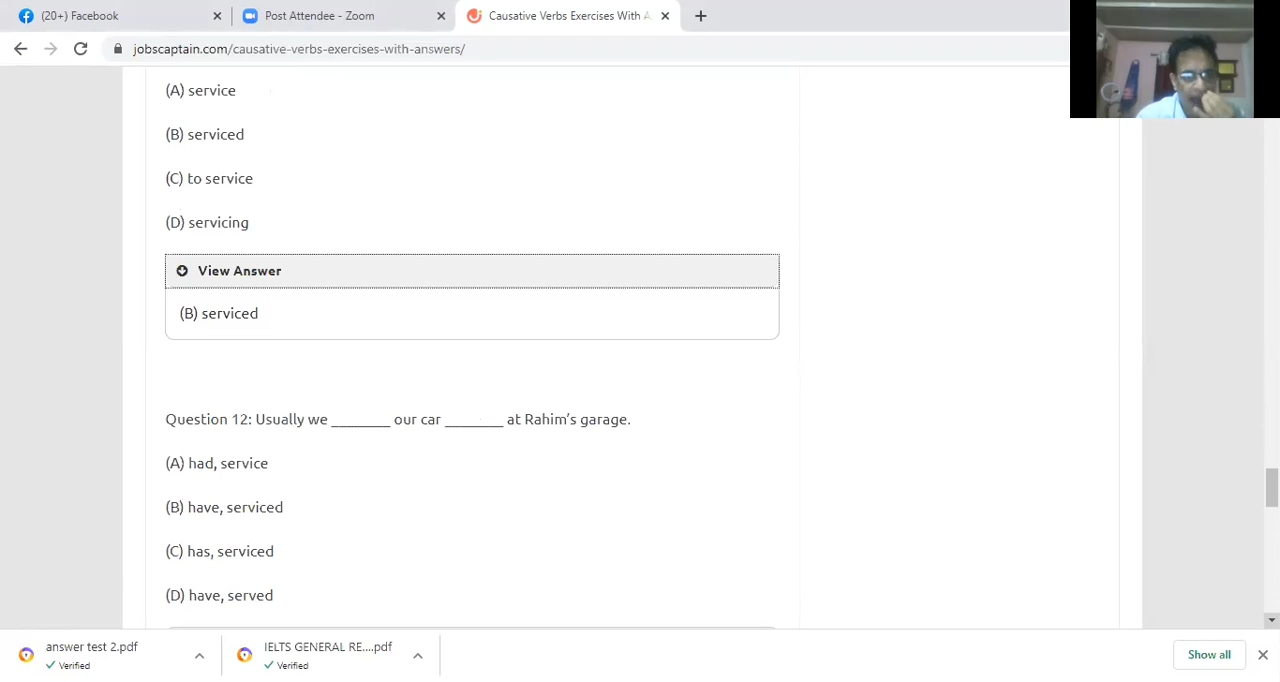 (20+) Facebook
Post Attendee - Zoom
Causative Verbs Exercises With A
jobscaptain.com/causative-verbs-exercises-with-answers/
(A) service
(B) serviced
(C) to service
(D) servicing
View Answer
(B) serviced
Question 12: Usually we _______ our car _______ at Rahim’s garage.
(A) had, service
(B) have, serviced
(C) has, serviced
(D) have, served
answer test 2.pdf
Verified
IELTS GENERAL RE....pdf
Verified
Show all